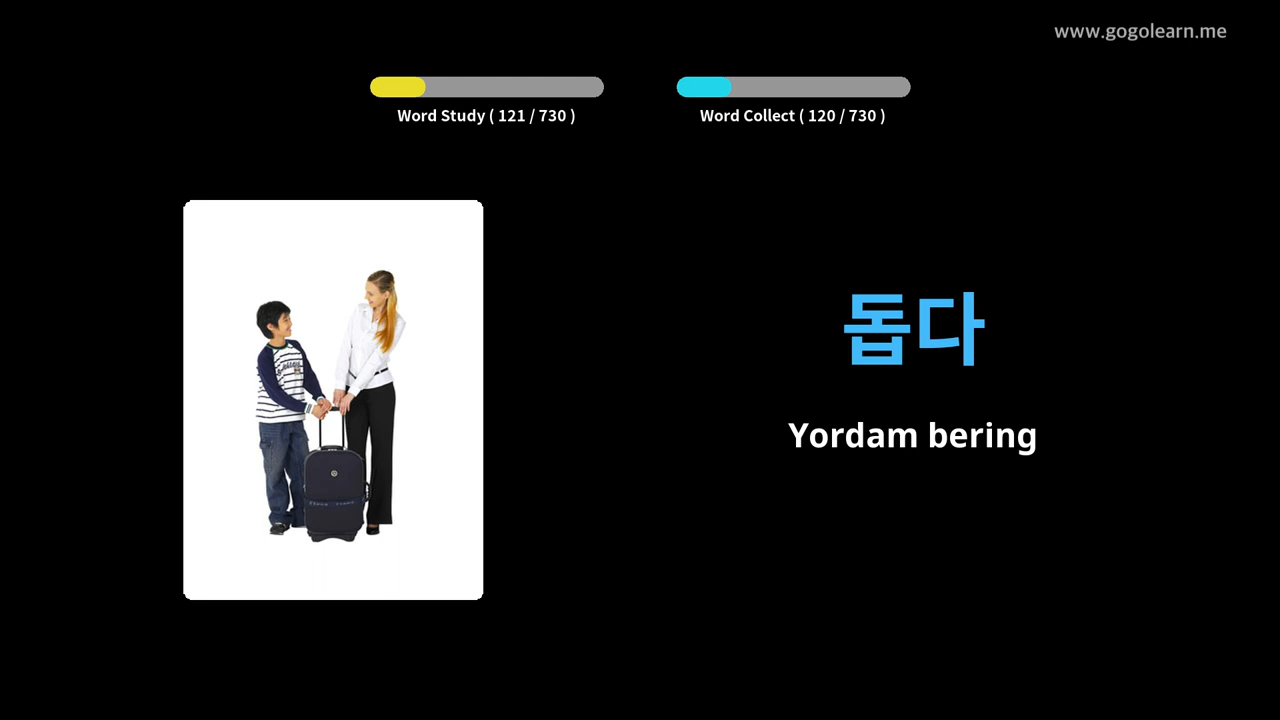 www.gogolearn.me
Word Study ( 121 / 730 )
Word Collect ( 120 / 730 )
돕다
Yordam bering